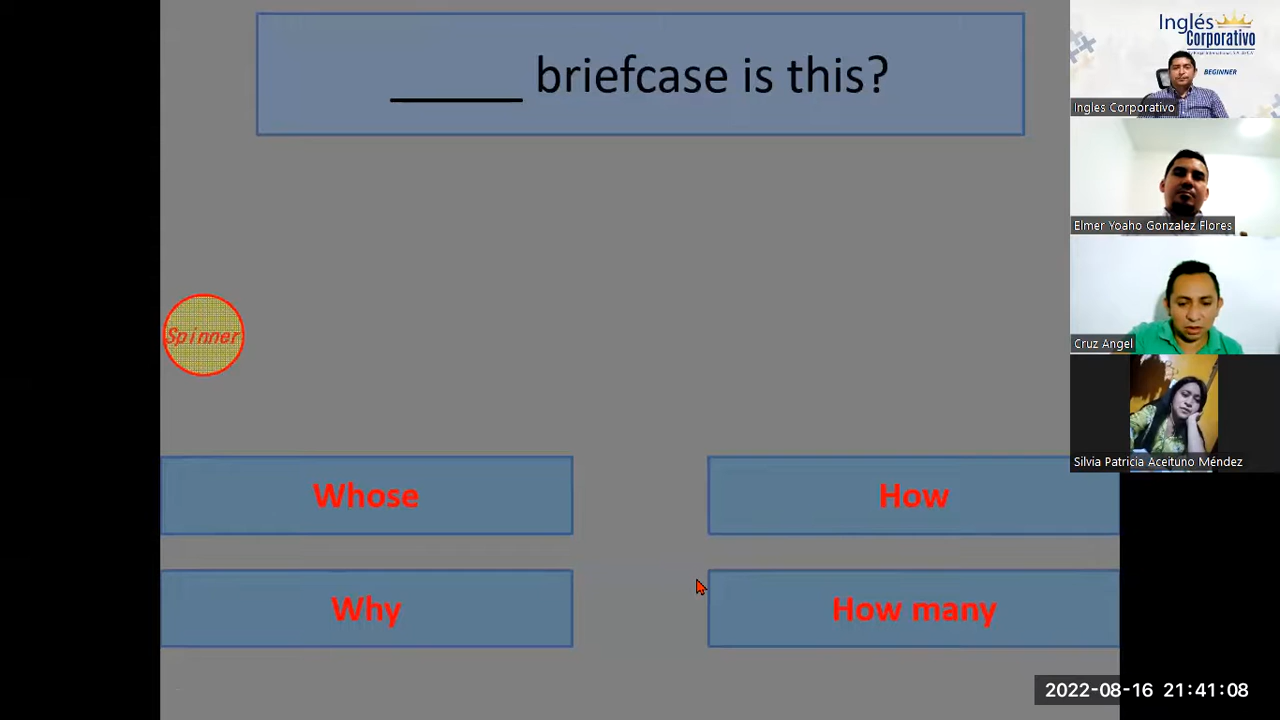 ______ briefcase is this?
Spinner
Whose
How
Why
How many
Inglés
Corporativo
BEGINNER
Ingles Corporativo
Elmer Yoaho Gonzalez Flores
Cruz Angel
Silvia Patricia Aceituno Méndez
2022-08-16 21:41:08